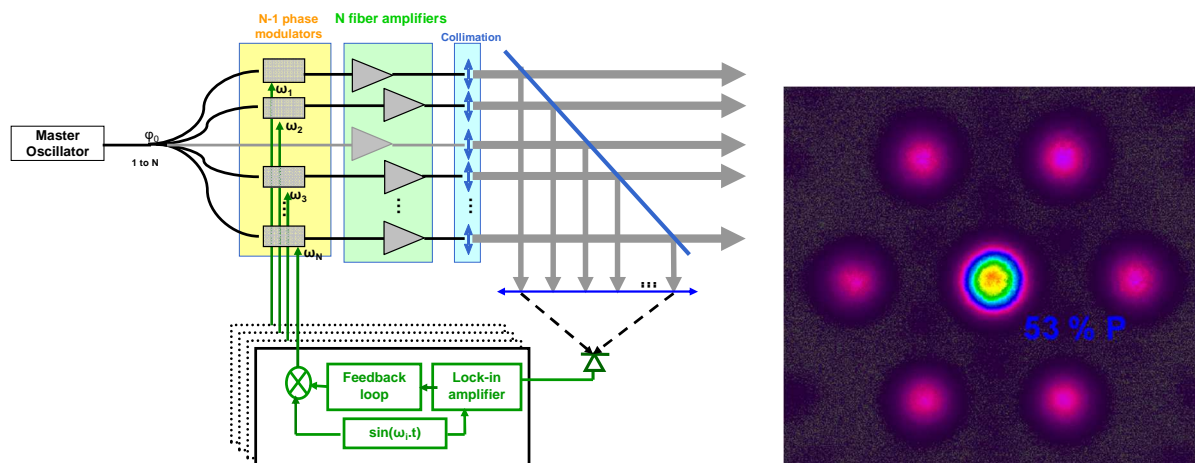 N-1 phase
modulators
N fiber amplifiers
Collimation
ω1
ω2
Master
Oscillator
φ0
1 to N
ω3
...
...
...
ωN
...
53 % P
Feedback
loop
Lock-in
amplifier
sin(ωi.t)